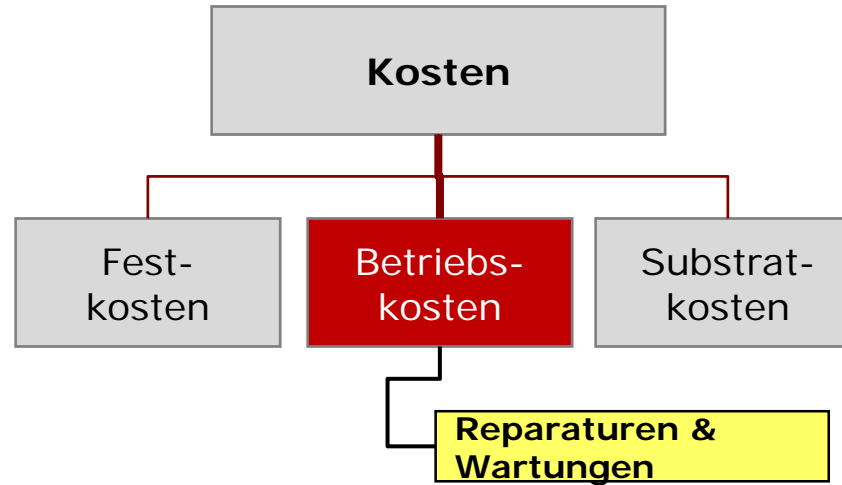 Kosten
Fest-
kosten
Betriebs-
kosten
Substrat-
kosten
Reparaturen &
Wartungen